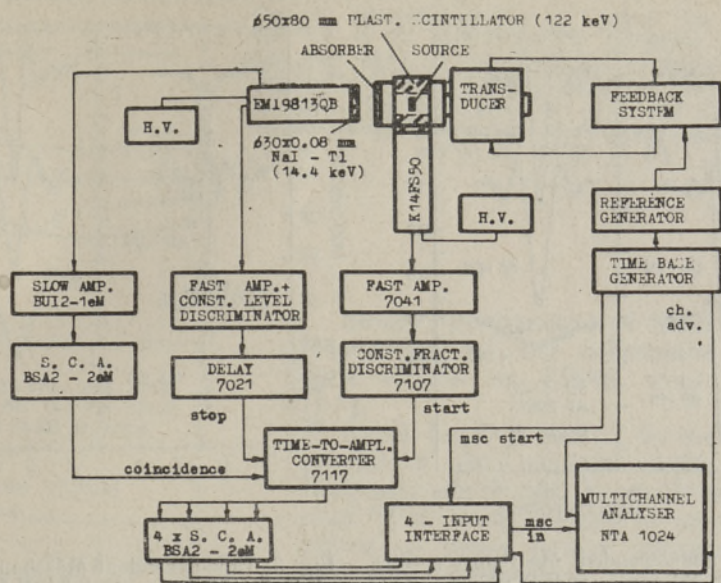 ø50x80 mm PLAST. SCINTILLATOR (122 keV)
ABSORBER SOURCE
EMI9813QB
TRANS-
DUCER
FEEDBACK
SYSTEM
H.V.
ø30x0.08 mm
NaI - Tl
(14.4 keV)
K14FS50
H.V.
REFERENCE
GENERATOR
TIME BASE
GENERATOR
SLOW AMP.
BUI2-1eM
FAST AMP.+
CONST. LEVEL
DISCRIMINATOR
FAST AMP.
7041
ch.
adv.
S. C. A.
BSA2 - 2eM
DELAY
7021
CONST.FRACT.
DISCRIMINATOR
7107
stop
start
msc start
TIME-TO-AMPL.
CONVERTER
7117
coincidence
4 x S. C. A.
BSA2 - 2eM
4 - INPUT
INTERFACE
msc
in
MULTICHANNEL
ANALYSER
NTA 1024